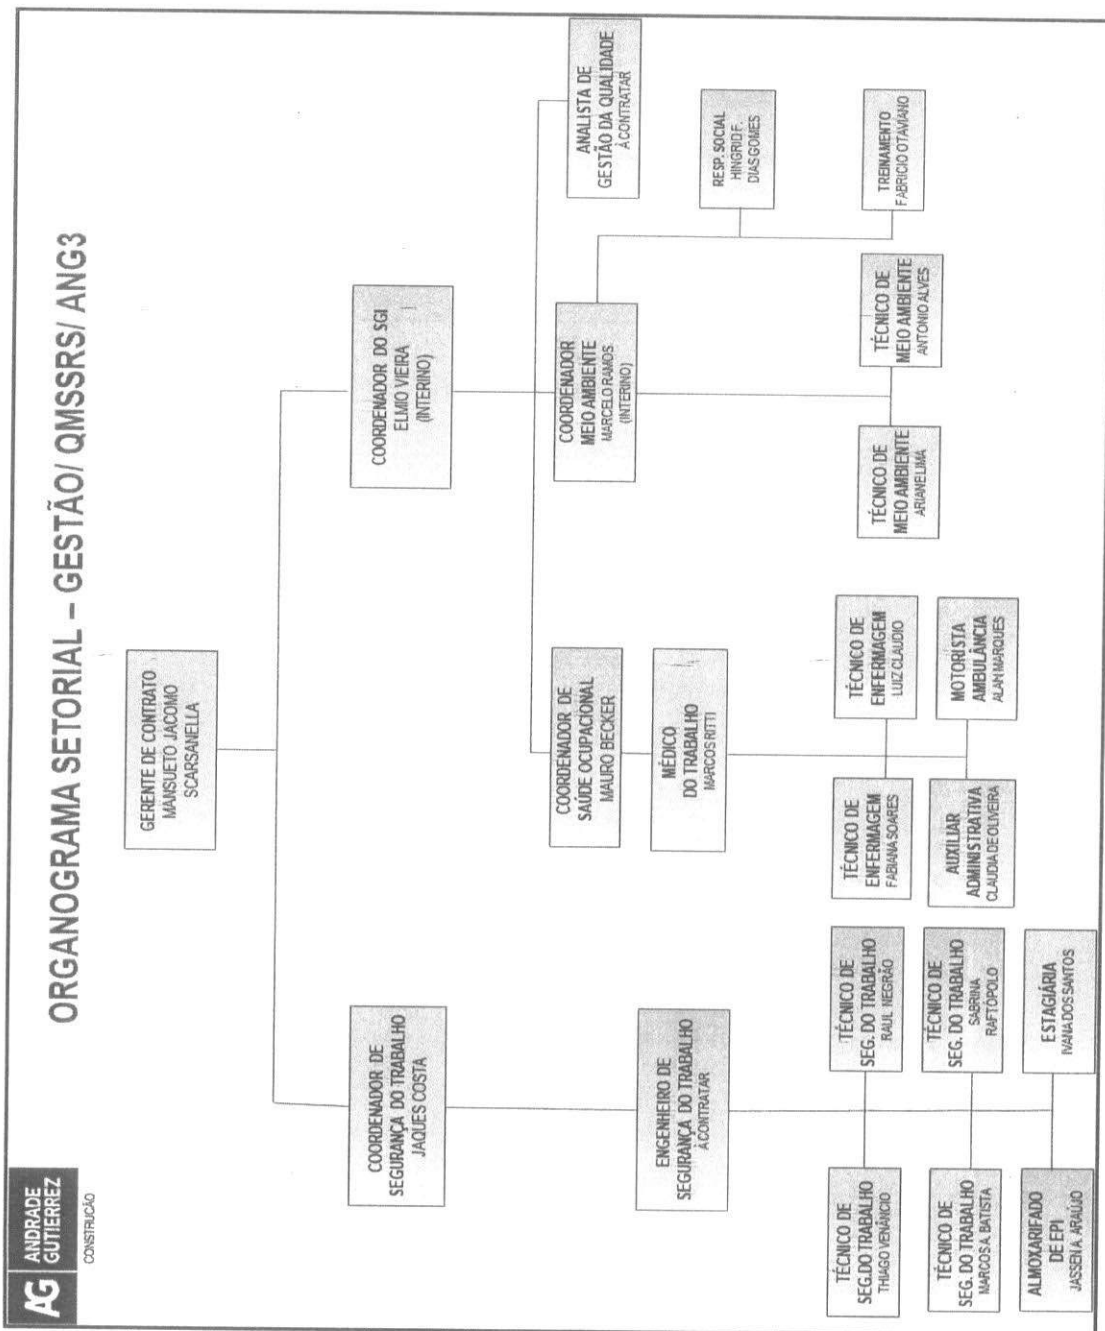 AG ANDRADE
GUTIERREZ
CONSTRUCÃO
ORGANOGRAMA SETORIAL – GESTÃO/ QMSSRS/ ANG3
GERENTE DE CONTRATO
MANSUETO JACOMO
SCARSANELLA
COORDENADOR DE
SEGURANÇA DO TRABALHO
JAQUES COSTA
COORDENADOR DO SGI
ELMIO VIEIRA
(INTERINO)
ENGENHEIRO DE
SEGURANÇA DO TRABALHO
À CONTRATAR
COORDENADOR DE
SAÚDE OCUPACIONAL
MAURO BECKER
MÉDICO
DO TRABALHO
MARCOS RITTI
COORDENADOR
MEIO AMBIENTE
MARCELO RAMOS
(INTERINO)
ANALISTA DE
GESTÃO DA QUALIDADE
À CONTRATAR
RESP. SOCIAL
HINGRID F.
DIAS GOMES
TREINAMENTO
FABRICIO OTAVIANO
TÉCNICO DE
SEG.DO TRABALHO
THIAGO VENÂNCIO
TÉCNICO DE
SEG. DO TRABALHO
RAUL NEGRÃO
TÉCNICO DE
ENFERMAGEM
FABIANA SOARES
TÉCNICO DE
ENFERMAGEM
LUIZ CLAUDIO
TÉCNICO DE
MEIO AMBIENTE
ARIANE LIMA
TÉCNICO DE
MEIO AMBIENTE
ANTONIO ALVES
TÉCNICO DE
SEG. DO TRABALHO
MARCOS A. BATISTA
TÉCNICO DE
SEG. DO TRABALHO
SABRINA
RAFTÓPOLO
AUXILIAR
ADMINISTRATIVA
CLAUDIA DE OLIVEIRA
MOTORISTA
AMBULÂNCIA
ALAN MARQUES
ALMOXARIFADO
DE EPI
JASSEN A. ARAÚJO
ESTAGIÁRIA
IVANA DOS SANTOS